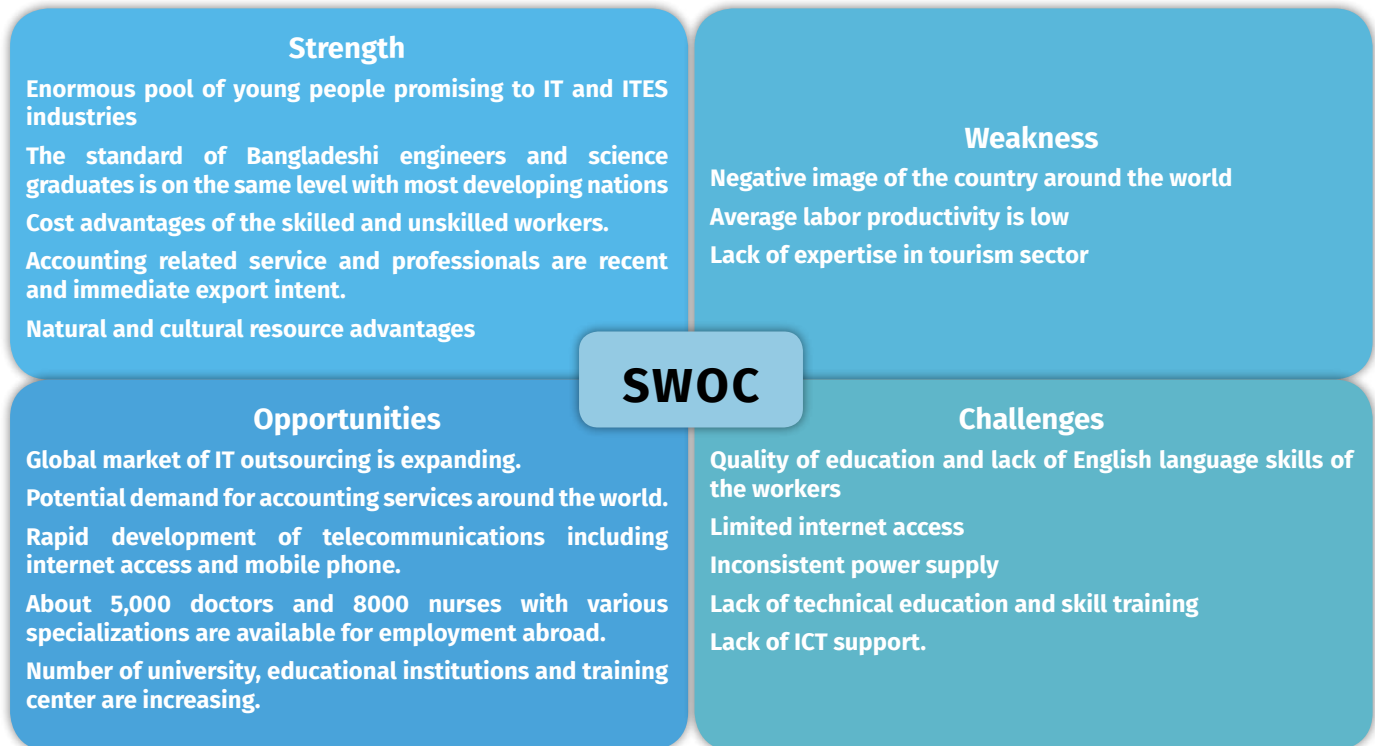 Strength
Enormous pool of young people promising to IT and ITES
industries
The standard of Bangladeshi engineers and science
graduates is on the same level with most developing nations
Cost advantages of the skilled and unskilled workers.
Accounting related service and professionals are recent
and immediate export intent.
Natural and cultural resource advantages
Weakness
Negative image of the country around the world
Average labor productivity is low
Lack of expertise in tourism sector
SWOC
Opportunities
Global market of IT outsourcing is expanding.
Potential demand for accounting services around the world.
Rapid development of telecommunications including
internet access and mobile phone.
About 5,000 doctors and 8000 nurses with various
specializations are available for employment abroad.
Number of university, educational institutions and training
center are increasing.
Challenges
Quality of education and lack of English language skills of
the workers
Limited internet access
Inconsistent power supply
Lack of technical education and skill training
Lack of ICT support.